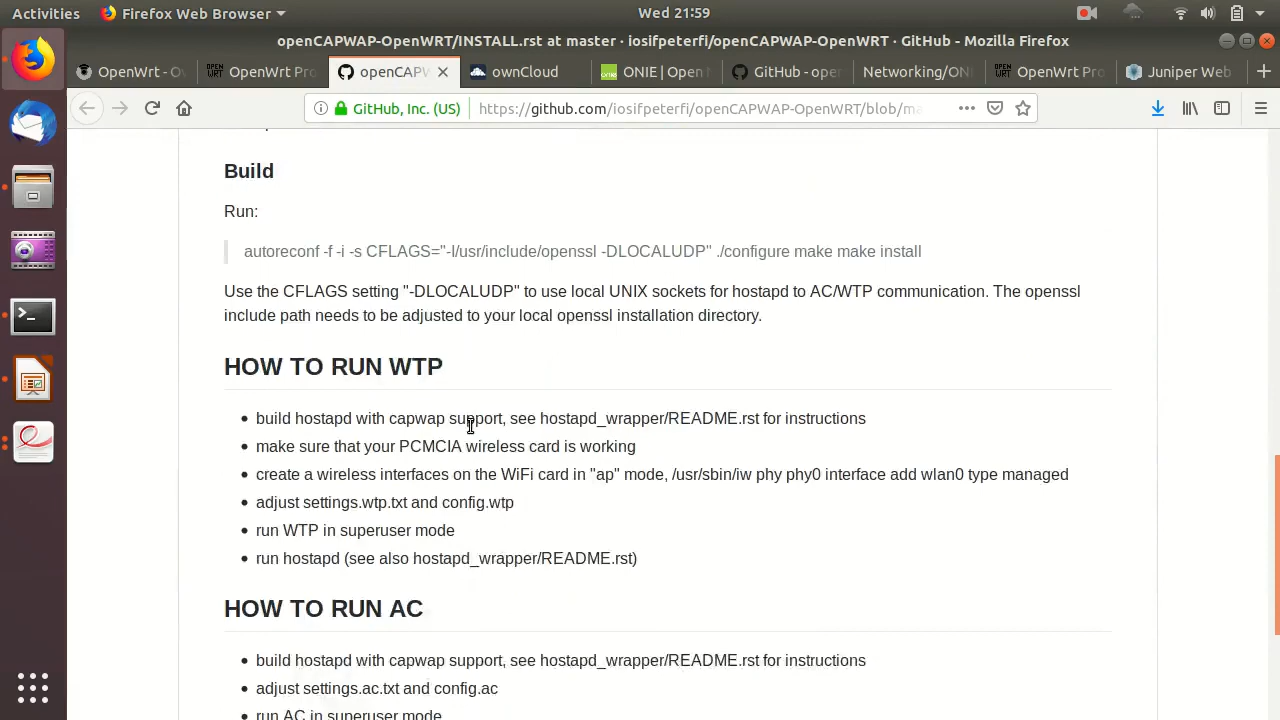 Activities Firefox Web Browser Wed 21:59
openCAPWAP-OpenWRT/INSTALL.rst at master · iosifpeterfi/openCAPWAP-OpenWRT · GitHub - Mozilla Firefox
OpenWrt - Ov OpenWrt Pro openCAPW ownCloud ONIE | Open N GitHub - oper Networking/ONI OpenWrt Pro Juniper Web
GitHub, Inc. (US) https://github.com/iosifpeterfi/openCAPWAP-OpenWRT/blob/ma
Build
Run:
autoreconf -f -i -s CFLAGS="-I/usr/include/openssl -DLOCALUDP" ./configure make make install
Use the CFLAGS setting "-DLOCALUDP" to use local UNIX sockets for hostapd to AC/WTP communication. The openssl
include path needs to be adjusted to your local openssl installation directory.
HOW TO RUN WTP
• build hostapd with capwap support, see hostapd_wrapper/README.rst for instructions
• make sure that your PCMCIA wireless card is working
• create a wireless interfaces on the WiFi card in "ap" mode, /usr/sbin/iw phy phy0 interface add wlan0 type managed
• adjust settings.wtp.txt and config.wtp
• run WTP in superuser mode
• run hostapd (see also hostapd_wrapper/README.rst)
HOW TO RUN AC
• build hostapd with capwap support, see hostapd_wrapper/README.rst for instructions
• adjust settings.ac.txt and config.ac
• run AC in superuser mode